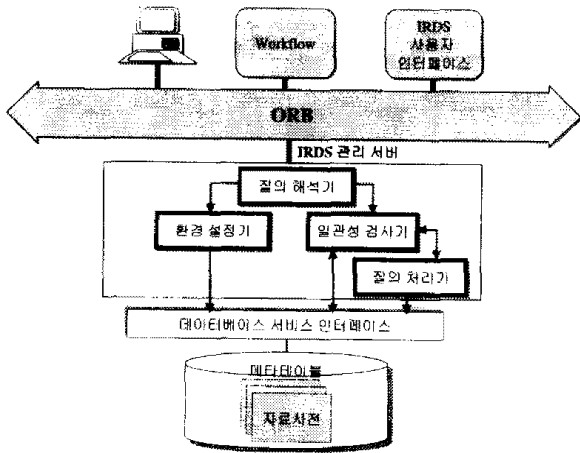 Workflow
IRDS
사용자
인터페이스
ORB
IRDS 관리 서버
질의 해석기
환경 설정기
일관성 검사기
질의 처리기
데이터베이스 서비스 인터페이스
메타테이블
자료사전